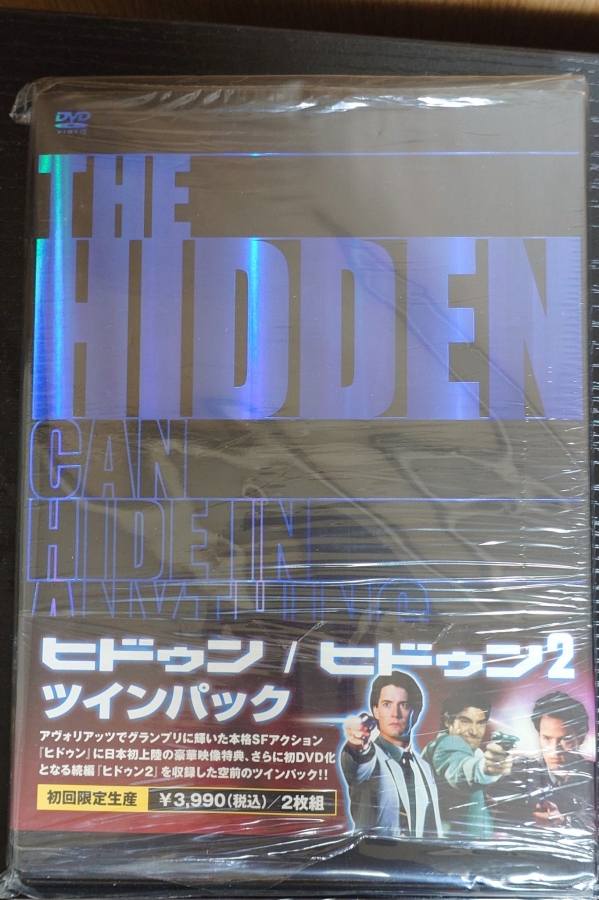 DVD
VIDEO
THE
HIDDEN
CAN
HIDE IN
ANYTHING
ヒドゥン / ヒドゥン2
ツインパック
アヴォリアッツでグランプリに輝いた本格SFアクション
『ヒドゥン』に日本初上陸の豪華映像特典、さらに初DVD化
となる続編『ヒドゥン2』を収録した空前のツインパック!!
初回限定生産 ￥3,990(税込)/2枚組